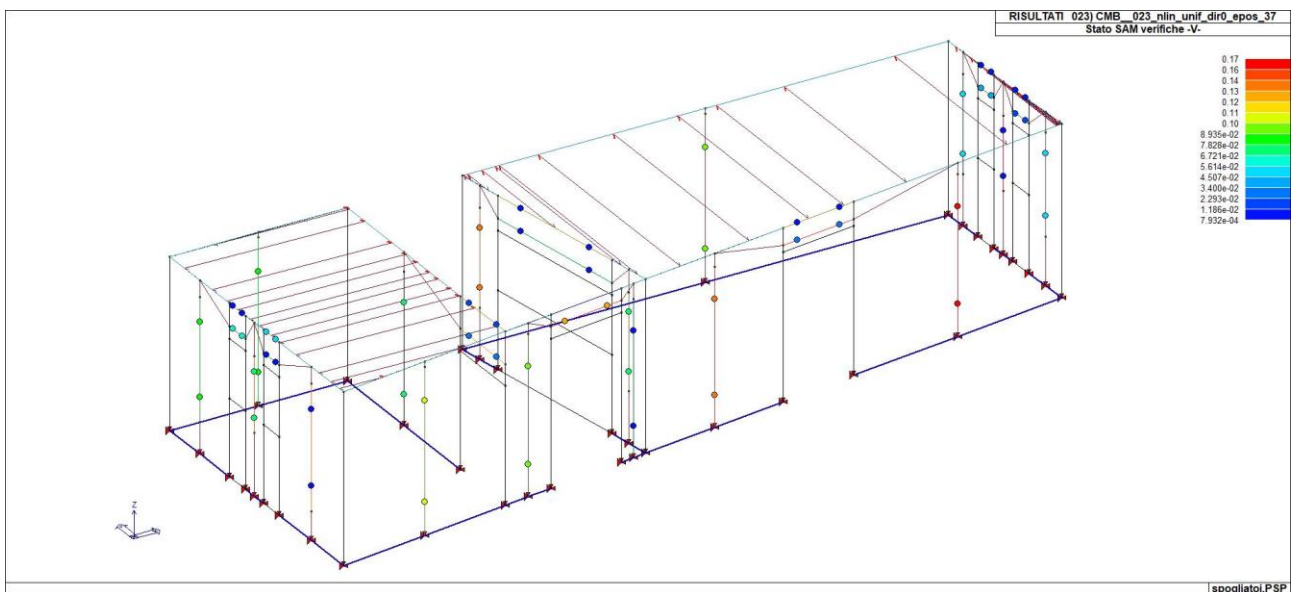 RISULTATI 023) CMB__023_nlin_unif_dir0_epos_37
Stato SAM verifiche -V-
0.17
0.16
0.14
0.13
0.12
0.11
0.10
8.935e-02
7.828e-02
6.721e-02
5.614e-02
4.507e-02
3.400e-02
2.293e-02
1.186e-02
7.932e-04
Z
spogliatoi.PSP